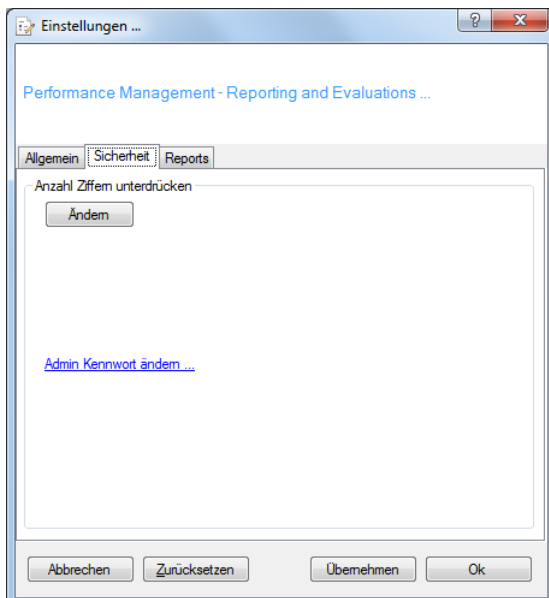 Einstellungen ...
?
X
Performance Management - Reporting and Evaluations ...
Allgemein Sicherheit Reports
Anzahl Ziffern unterdrücken
Ändern
Admin Kennwort ändern ...
Abbrechen Zurücksetzen Übernehmen Ok